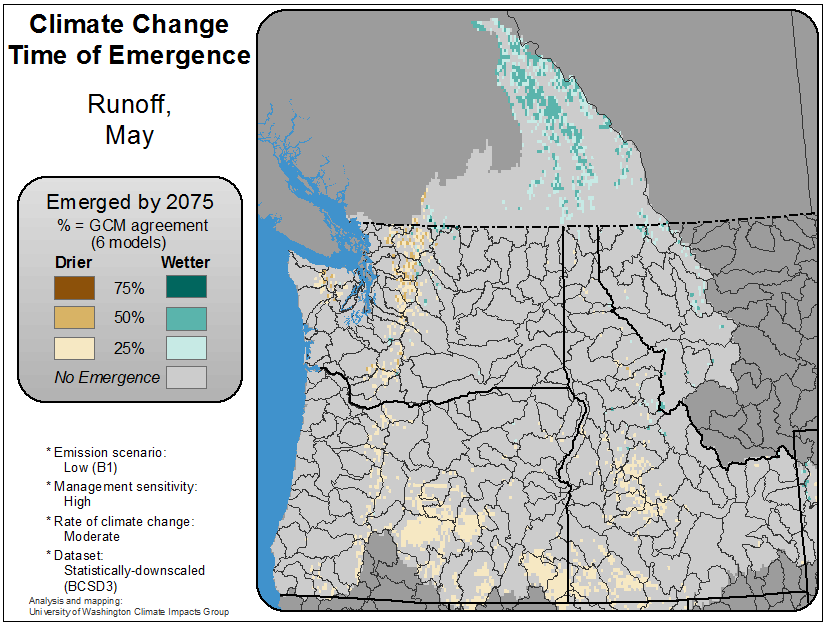 Climate Change
Time of Emergence
Runoff,
May
Emerged by 2075
% = GCM agreement
(6 models)
Drier Wetter
75%
50%
25%
No Emergence
* Emission scenario:
Low (B1)
* Management sensitivity:
High
* Rate of climate change:
Moderate
* Dataset:
Statistically-downscaled
(BCSD3)
Analysis and mapping:
University of Washington Climate Impacts Group